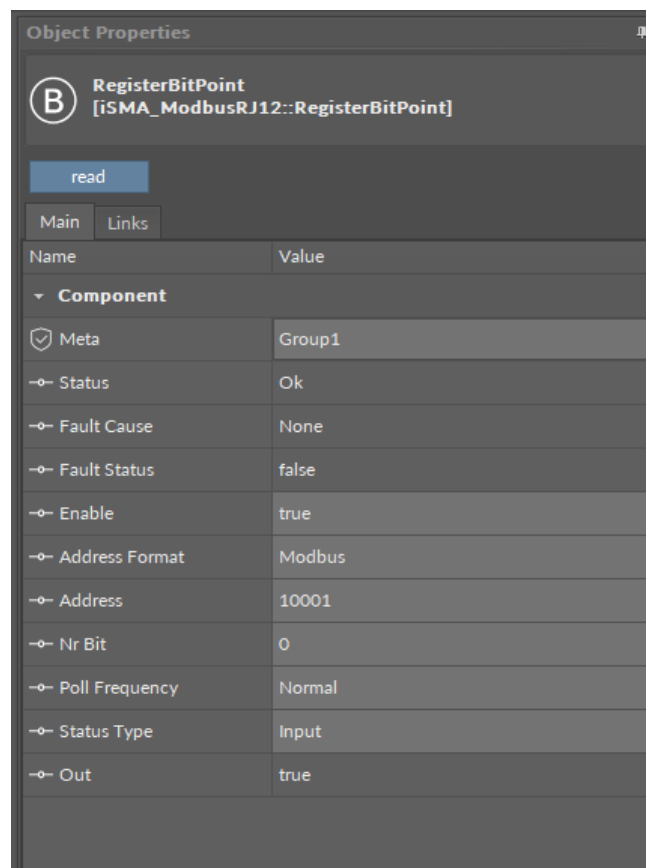 Object Properties
B
RegisterBitPoint
[iSMA_ModbusRJ12::RegisterBitPoint]
read
Main Links
Name Value
Component
Meta Group1
Status Ok
Fault Cause None
Fault Status false
Enable true
Address Format Modbus
Address 10001
Nr Bit 0
Poll Frequency Normal
Status Type Input
Out true